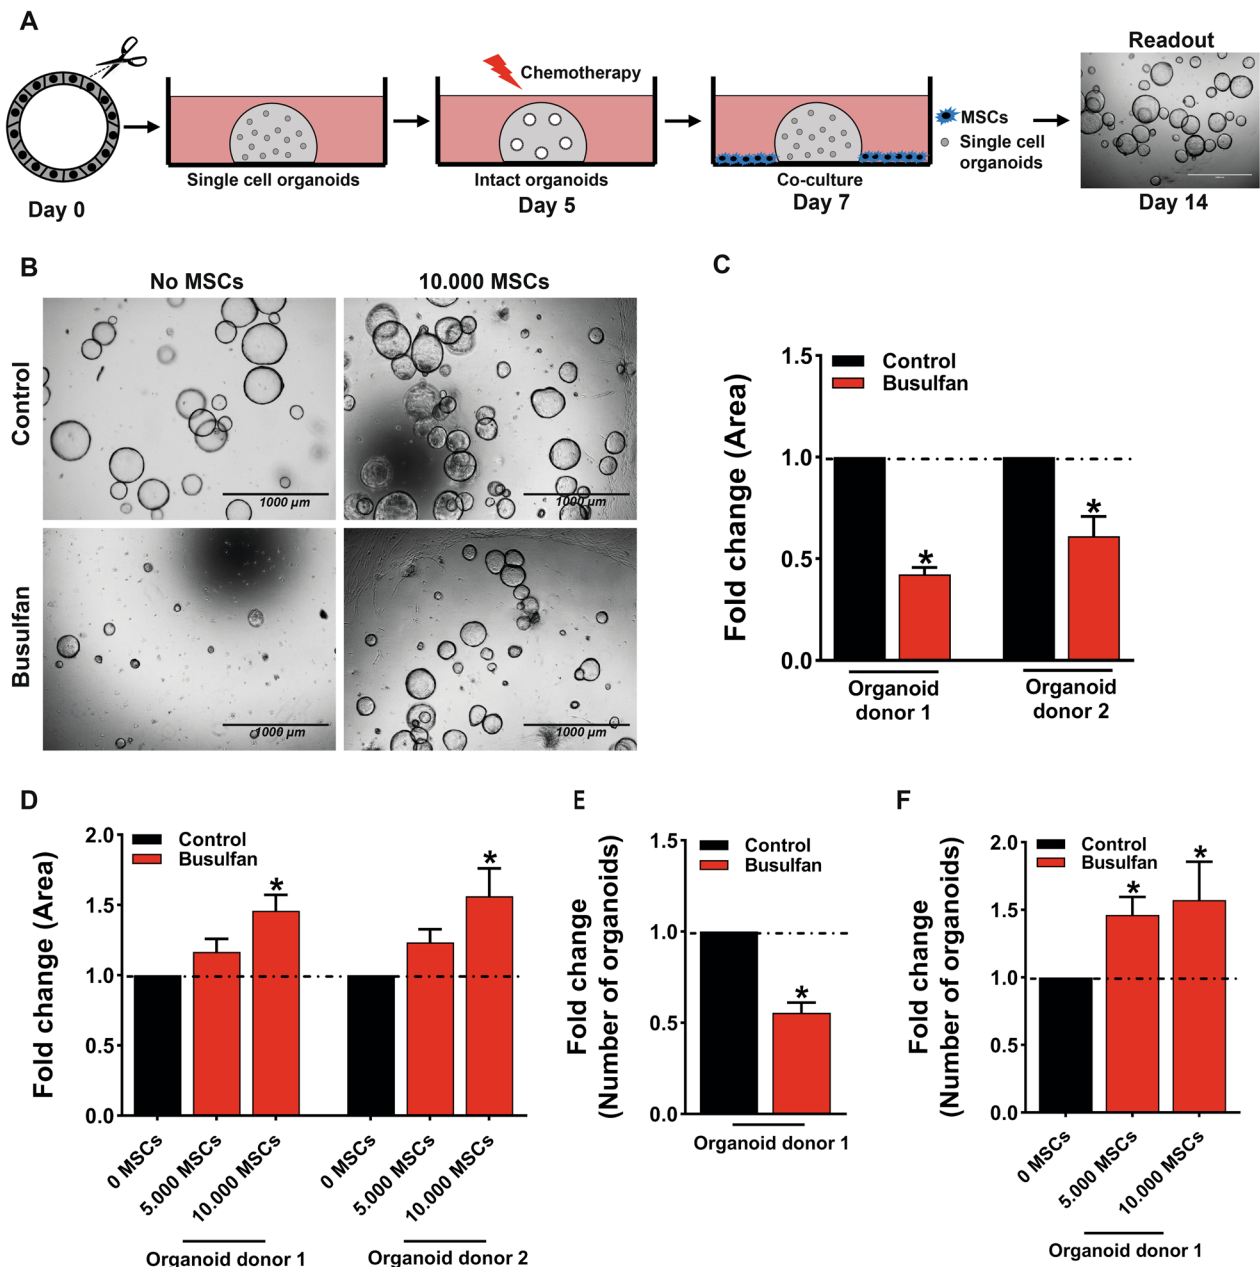 A
Readout
Chemotherapy
MSCs
Single cell
organoids
Single cell organoids
Intact organoids
Co-culture
Day 0
Day 5
Day 7
Day 14
B
No MSCs
10.000 MSCs
Control
1000 µm
1000 µm
Busulfan
1000 µm
1000 µm
C
Fold change (Area)
1.5
1.0
0.5
0.0
Control
Busulfan
*
*
Organoid
donor 1
Organoid
donor 2
D
Fold change (Area)
2.0
1.5
1.0
0.5
0.0
Control
Busulfan
*
*
0 MSCs
5.000 MSCs
10.000 MSCs
0 MSCs
5.000 MSCs
10.000 MSCs
Organoid donor 1
Organoid donor 2
E
Fold change
(Number of organoids)
1.5
1.0
0.5
0.0
Control
Busulfan
*
Organoid donor 1
F
Fold change
(Number of organoids)
2.0
1.5
1.0
0.5
0.0
Control
Busulfan
*
*
0 MSCs
5.000 MSCs
10.000 MSCs
Organoid donor 1